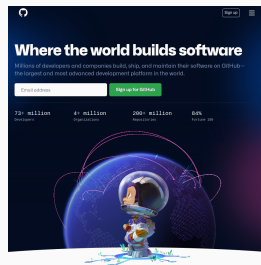 Sign up
Where the world builds software
Millions of developers and companies build, ship, and maintain their software on GitHub—
the largest and most advanced development platform in the world.
Email address
Sign up for GitHub
73+ million
4+ million
200+ million
84%
Developers
Organizations
Repositories
Fortune 100